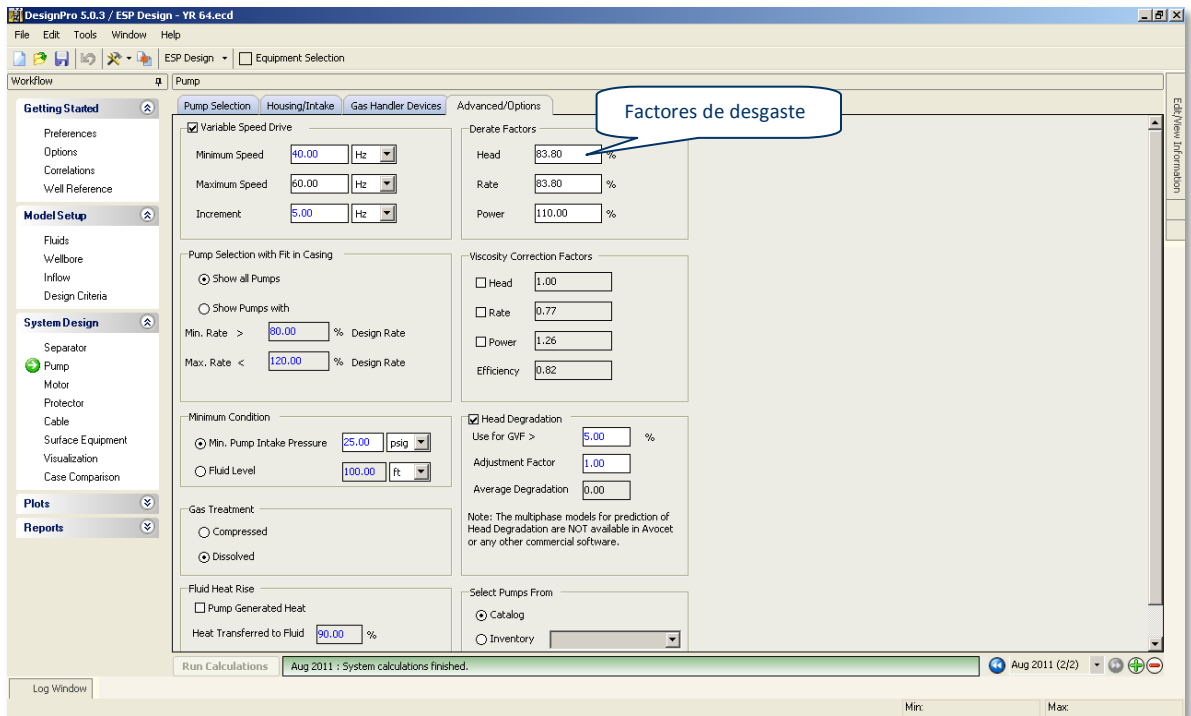 DesignPro 5.0.3 / ESP Design - YR 64.ecd
File Edit Tools Window Help
ESP Design Equipment Selection
Workflow
Pump
Getting Started
Preferences
Options
Correlations
Well Reference
Model Setup
Fluids
Wellbore
Inflow
Design Criteria
System Design
Separator
Pump
Motor
Protector
Cable
Surface Equipment
Visualization
Case Comparison
Plots
Reports
Pump Selection Housing/Intake Gas Handler Devices Advanced/Options
Factores de desgaste
Variable Speed Drive
Minimum Speed 40.00 Hz
Maximum Speed 60.00 Hz
Increment 5.00 Hz
Pump Selection with Fit in Casing
Show all Pumps
Show Pumps with
Min. Rate > 80.00 % Design Rate
Max. Rate < 120.00 % Design Rate
Minimum Condition
Min. Pump Intake Pressure 25.00 psig
Fluid Level 100.00 ft
Gas Treatment
Compressed
Dissolved
Fluid Heat Rise
Pump Generated Heat
Heat Transferred to Fluid 90.00 %
Derate Factors
Head 83.80 %
Rate 83.80 %
Power 110.00 %
Viscosity Correction Factors
Head 1.00
Rate 0.77
Power 1.26
Efficiency 0.82
Head Degradation
Use for GVF > 5.00 %
Adjustment Factor 1.00
Average Degradation 0.00
Note: The multiphase models for prediction of
Head Degradation are NOT available in Avocet
or any other commercial software.
Select Pumps From
Catalog
Inventory
Edit/View Information
Run Calculations Aug 2011 : System calculations finished. Aug 2011 (2/2)
Log Window
Min: Max: